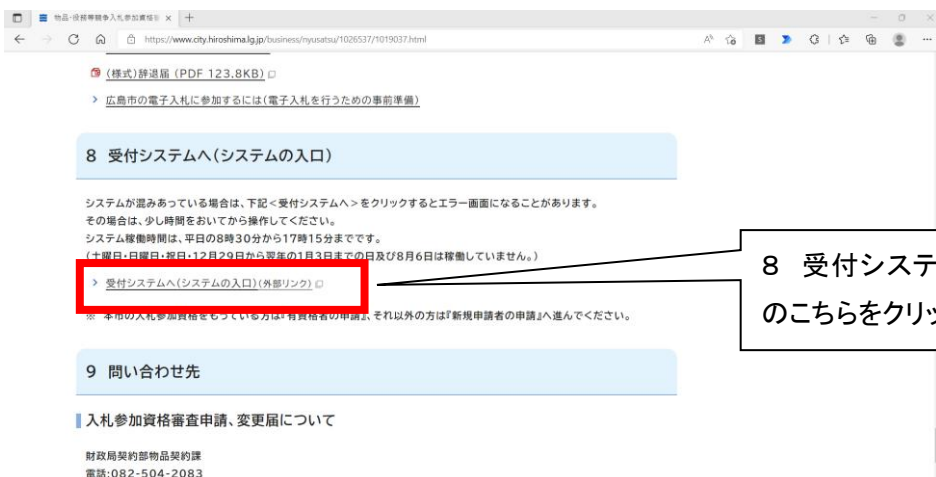 物品・役務等競争入札参加資格
https://www.city.hiroshima.lg.jp/business/nyusatsu/1026537/1019037.html
(様式)辞退届 (PDF 123.8KB)
広島市の電子入札に参加するには(電子入札を行うための事前準備)
8 受付システムへ(システムの入口)
システムが混みあっている場合は、下記<受付システムへ>をクリックするとエラー画面になることがあります。
その場合は、少し時間をおいてから操作してください。
システム稼働時間は、平日の8時30分から17時15分までです。
(土曜日・日曜日・祝日・12月29日から翌年の1月3日までの日及び8月6日は稼働していません。)
受付システムへ(システムの入口)(外部リンク)
※ 本市の入札参加資格をもっている方は『有資格者の申請』、それ以外の方は『新規申請者の申請』へ進んでください。
8 受付システ
のこちらをクリッ
9 問い合わせ先
入札参加資格審査申請、変更届について
財政局契約部物品契約課
電話:082-504-2083